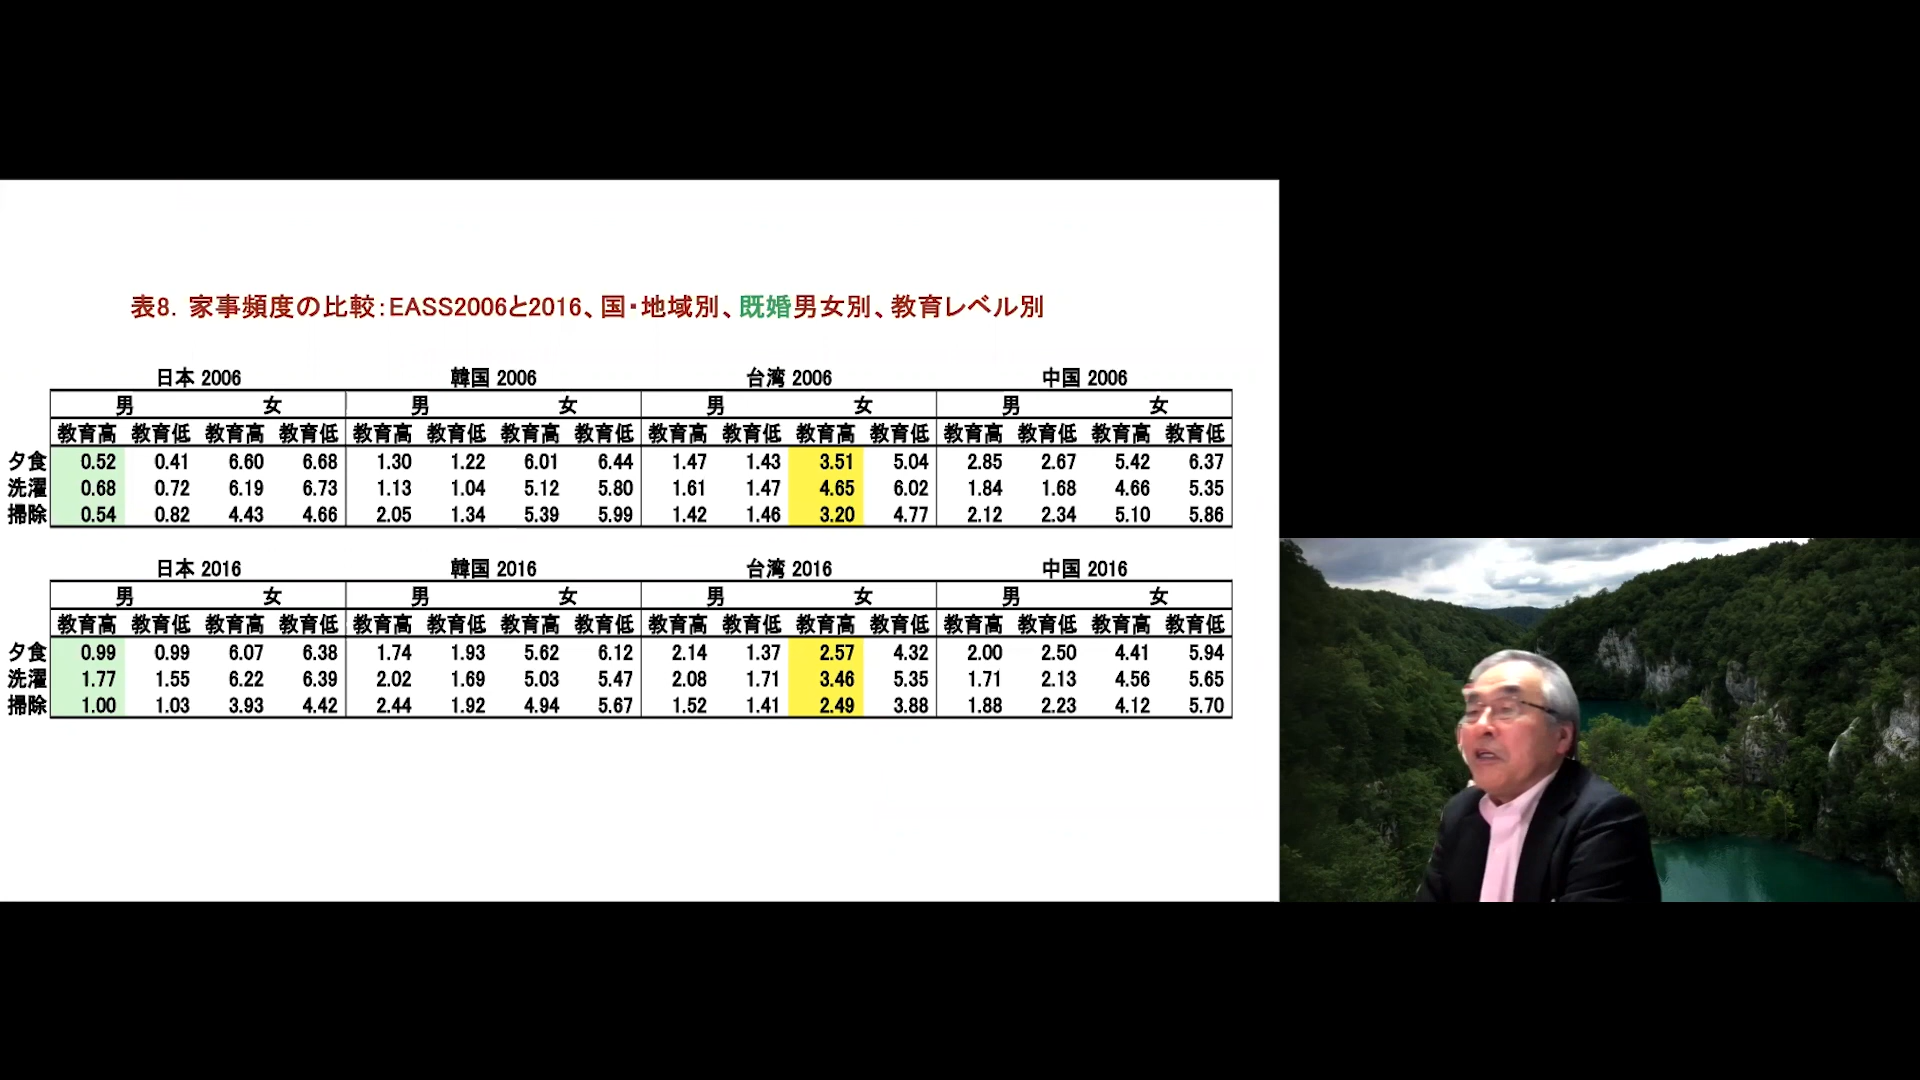 表8. 家事頻度の比較：EASS2006と2016、国・地域別、既婚男女別、教育レベル別
日本 2006 韓国 2006 台湾 2006 中国 2006
男 女 男 女 男 女 男 女
教育高 教育低 教育高 教育低 教育高 教育低 教育高 教育低 教育高 教育低 教育高 教育低 教育高 教育低 教育高 教育低
夕食 0.52 0.41 6.60 6.68 1.30 1.22 6.01 6.44 1.47 1.43 3.51 5.04 2.85 2.67 5.42 6.37
洗濯 0.68 0.72 6.19 6.73 1.13 1.04 5.12 5.80 1.61 1.47 4.65 6.02 1.84 1.68 4.66 5.35
掃除 0.54 0.82 4.43 4.66 2.05 1.34 5.39 5.99 1.42 1.46 3.20 4.77 2.12 2.34 5.10 5.86
日本 2016 韓国 2016 台湾 2016 中国 2016
男 女 男 女 男 女 男 女
教育高 教育低 教育高 教育低 教育高 教育低 教育高 教育低 教育高 教育低 教育高 教育低 教育高 教育低 教育高 教育低
夕食 0.99 0.99 6.07 6.38 1.74 1.93 5.62 6.12 2.14 1.37 2.57 4.32 2.00 2.50 4.41 5.94
洗濯 1.77 1.55 6.22 6.39 2.02 1.69 5.03 5.47 2.08 1.71 3.46 5.35 1.71 2.13 4.56 5.65
掃除 1.00 1.03 3.93 4.42 2.44 1.92 4.94 5.67 1.52 1.41 2.49 3.88 1.88 2.23 4.12 5.70